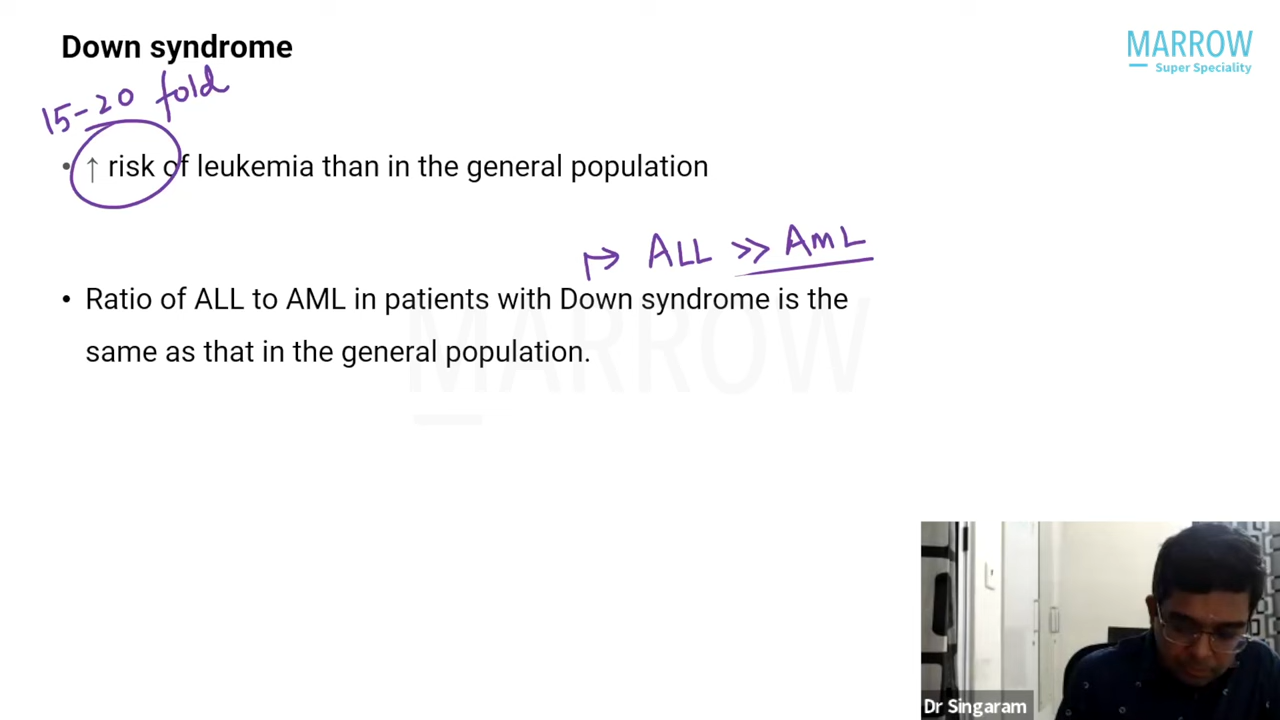 Down syndrome
MARROW
Super Speciality
15-20 fold
• ↑ risk of leukemia than in the general population
↦ ALL >> AmL
• Ratio of ALL to AML in patients with Down syndrome is the
same as that in the general population.
MARROW
Dr Singaram